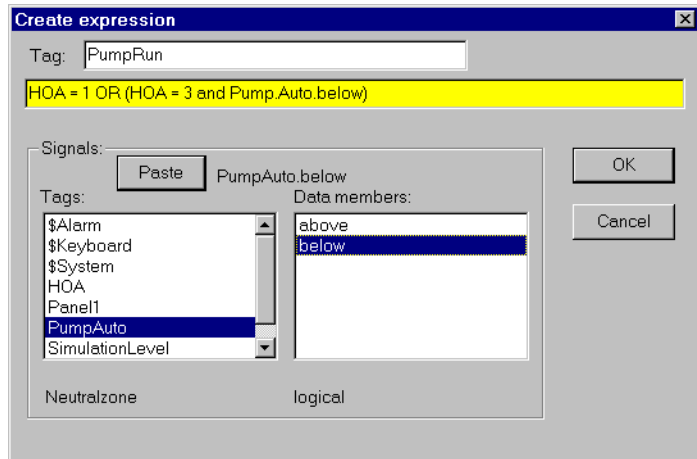 Create expression
Tag: PumpRun
HOA = 1 OR (HOA = 3 and Pump.Auto.below)
Signals:
Paste PumpAuto.below
OK
Tags: Data members:
Cancel
$Alarm
$Keyboard
$System
HOA
Panel1
PumpAuto
SimulationLevel
above
below
Neutralzone logical